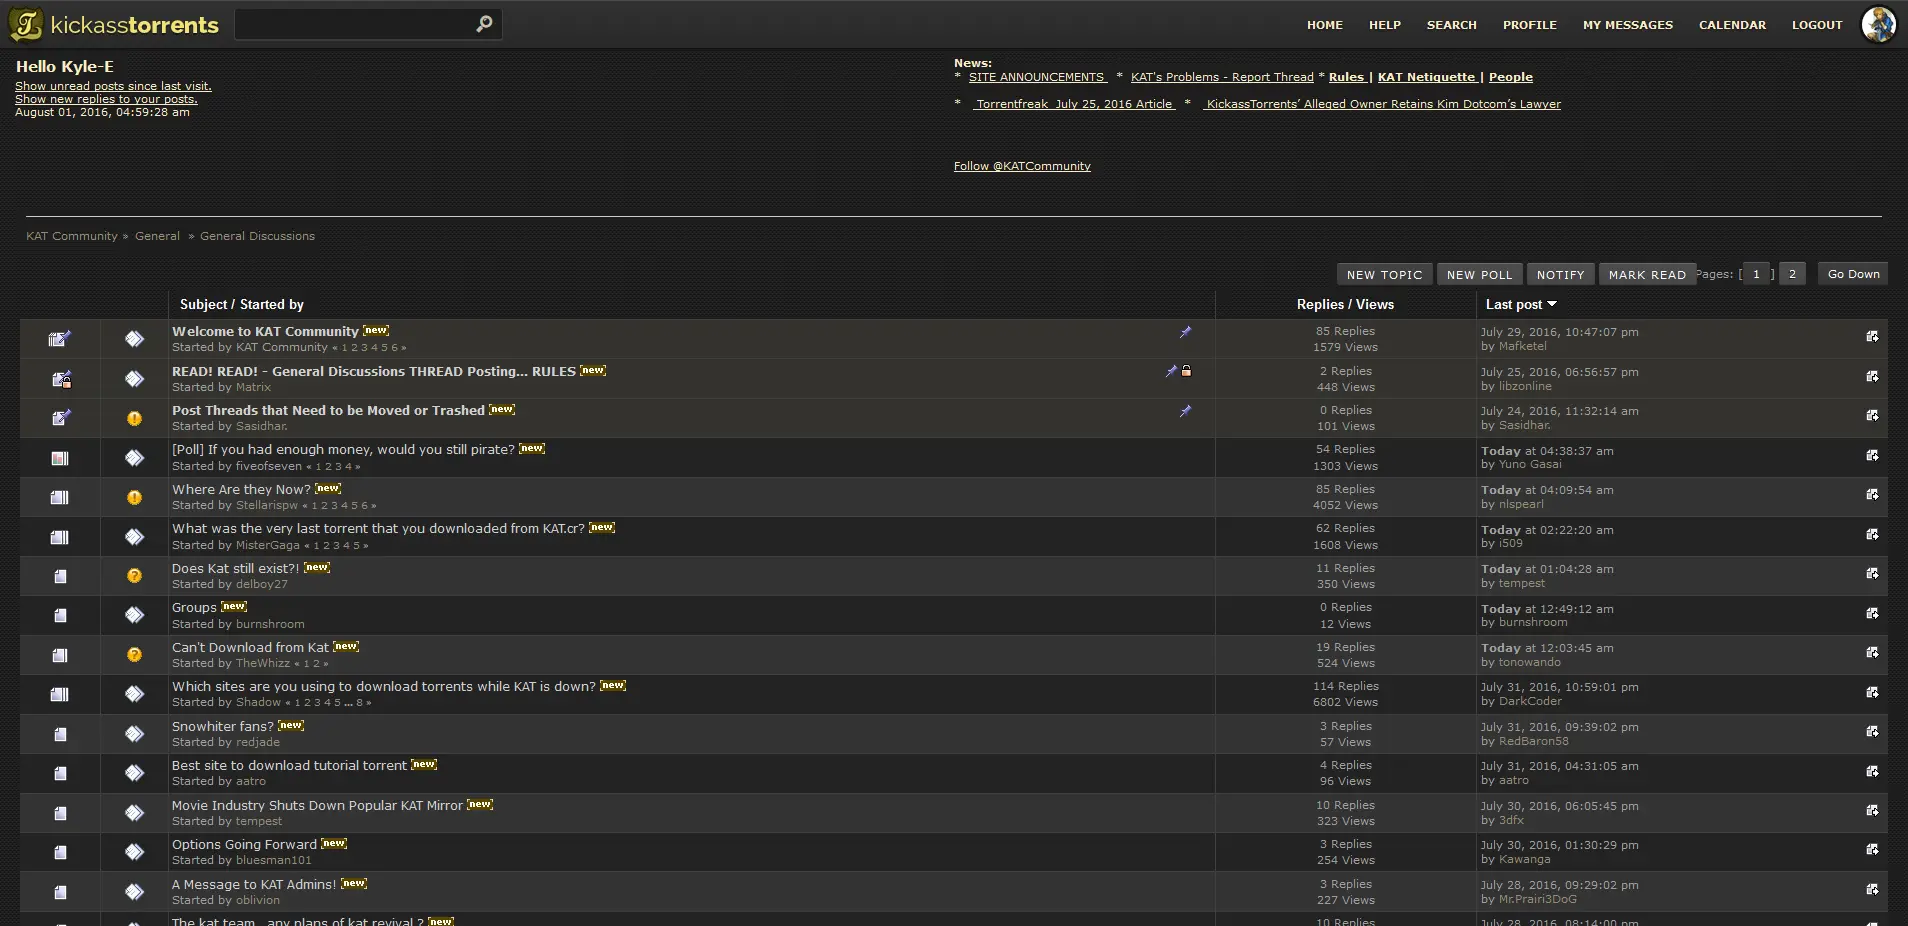 kickasstorrents
HOME HELP SEARCH PROFILE MY MESSAGES CALENDAR LOGOUT
Hello Kyle-E
Show unread posts since last visit.
Show new replies to your posts.
August 01, 2016, 04:59:28 am
News:
* SITE ANNOUNCEMENTS * KAT's Problems - Report Thread * Rules | KAT Netiquette | People
* Torrentfreak July 25, 2016 Article * KickassTorrents’ Alleged Owner Retains Kim Dotcom’s Lawyer
Follow @KATCommunity
KAT Community » General » General Discussions
NEW TOPIC NEW POLL NOTIFY MARK READ Pages: [ 1 ] 2 Go Down
Subject / Started by Replies / Views Last post
Welcome to KAT Community new
Started by KAT Community « 1 2 3 4 5 6 »
85 Replies
1579 Views
July 29, 2016, 10:47:07 pm
by Mafketel
READ! READ! - General Discussions THREAD Posting... RULES new
Started by Matrix
2 Replies
448 Views
July 25, 2016, 06:56:57 pm
by libzonline
Post Threads that Need to be Moved or Trashed new
Started by Sasidhar.
0 Replies
101 Views
July 24, 2016, 11:32:14 am
by Sasidhar.
[Poll] If you had enough money, would you still pirate? new
Started by fiveofseven « 1 2 3 4 »
54 Replies
1303 Views
Today at 04:38:37 am
by Yuno Gasai
Where Are they Now? new
Started by Stellarispw « 1 2 3 4 5 6 »
85 Replies
4052 Views
Today at 04:09:54 am
by nlspearl
What was the very last torrent that you downloaded from KAT.cr? new
Started by MisterGaga « 1 2 3 4 5 »
62 Replies
1608 Views
Today at 02:22:20 am
by i509
Does Kat still exist?! new
Started by delboy27
11 Replies
350 Views
Today at 01:04:28 am
by tempest
Groups new
Started by burnshroom
0 Replies
12 Views
Today at 12:49:12 am
by burnshroom
Can't Download from Kat new
Started by TheWhizz « 1 2 »
19 Replies
524 Views
Today at 12:03:45 am
by tonowando
Which sites are you using to download torrents while KAT is down? new
Started by Shadow « 1 2 3 4 5 ... 8 »
114 Replies
6802 Views
July 31, 2016, 10:59:01 pm
by DarkCoder
Snowhiter fans? new
Started by redjade
3 Replies
57 Views
July 31, 2016, 09:39:02 pm
by RedBaron58
Best site to download tutorial torrent new
Started by aatro
4 Replies
96 Views
July 31, 2016, 04:31:05 am
by aatro
Movie Industry Shuts Down Popular KAT Mirror new
Started by tempest
10 Replies
323 Views
July 30, 2016, 06:05:45 pm
by 3dfx
Options Going Forward new
Started by bluesman101
3 Replies
254 Views
July 30, 2016, 01:30:29 pm
by Kawanga
A Message to KAT Admins! new
Started by oblivion
3 Replies
227 Views
July 28, 2016, 09:29:02 pm
by Mr.Prairi3DoG
The kat team.. any plans of kat revival ? new
10 Replies
July 28, 2016, 08:14:00 pm